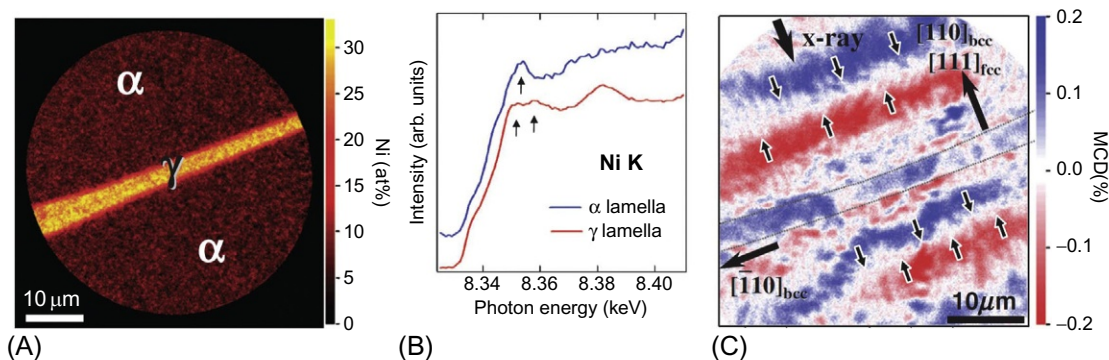 α
γ
α
10 μm
30
25
20
15
10
5
0
Ni (at%)
(A)
Intensity (arb. units)
Ni K
α lamella
γ lamella
8.34 8.36 8.38 8.40
Photon energy (keV)
(B)
x-ray
[110]bcc
[111]fcc
[1̄10]bcc
10μm
0.2
0.1
0.0
−0.1
−0.2
MCD(%)
(C)